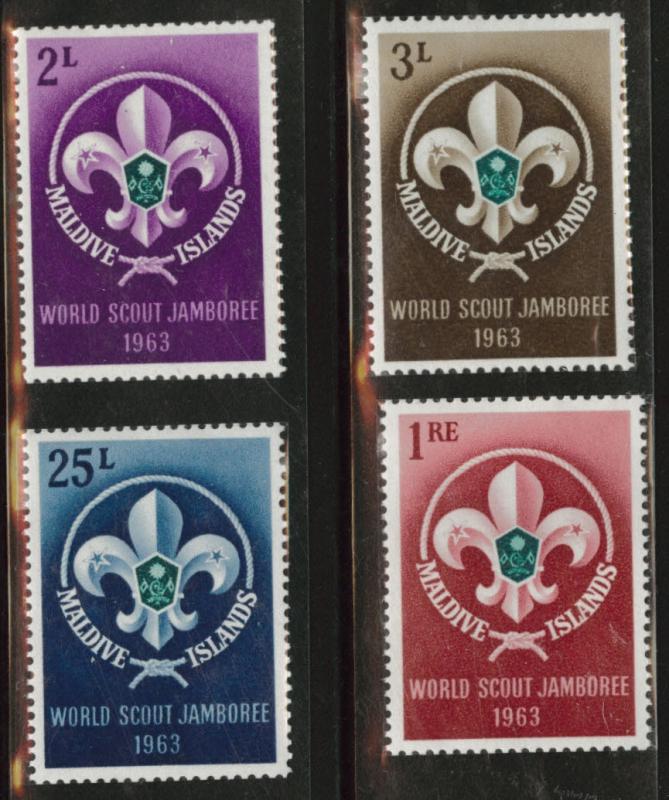 2L
MALDIVE ISLANDS
WORLD SCOUT JAMBOREE
1963
3L
MALDIVE ISLANDS
WORLD SCOUT JAMBOREE
1963
25L
MALDIVE ISLANDS
WORLD SCOUT JAMBOREE
1963
1RE
MALDIVE ISLANDS
WORLD SCOUT JAMBOREE
1963